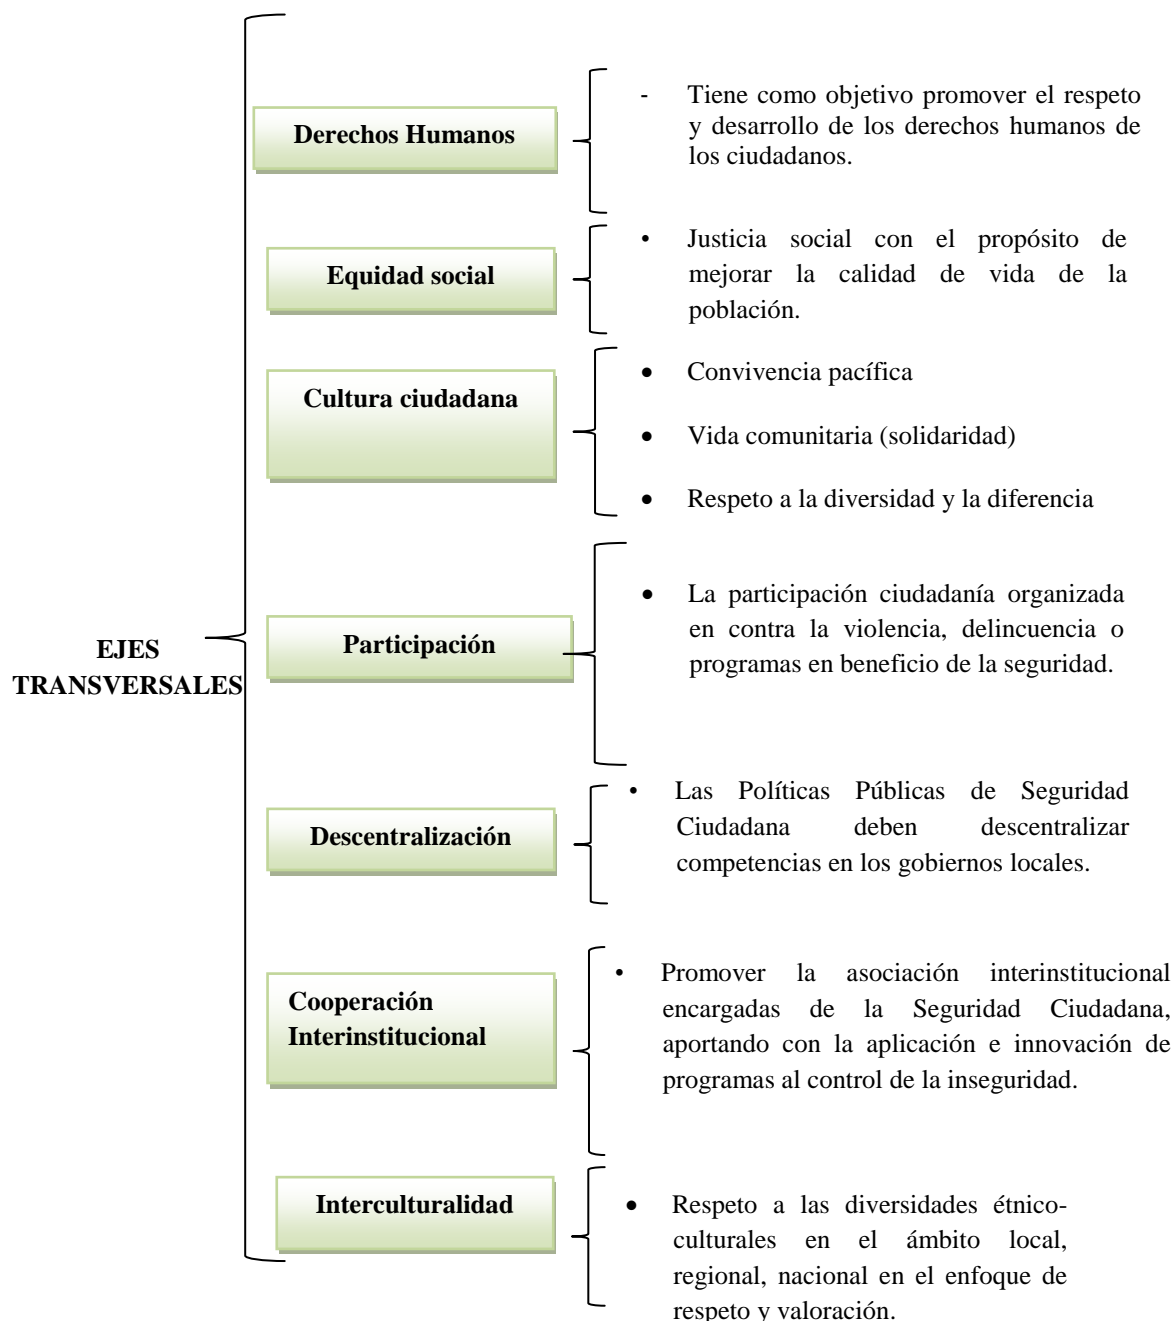 EJES
TRANSVERSALES
Derechos Humanos
- Tiene como objetivo promover el respeto
y desarrollo de los derechos humanos de
los ciudadanos.
Equidad social
• Justicia social con el propósito de
mejorar la calidad de vida de la
población.
Cultura ciudadana
• Convivencia pacífica
• Vida comunitaria (solidaridad)
• Respeto a la diversidad y la diferencia
Participación
• La participación ciudadanía organizada
en contra la violencia, delincuencia o
programas en beneficio de la seguridad.
Descentralización
• Las Políticas Públicas de Seguridad
Ciudadana deben descentralizar
competencias en los gobiernos locales.
Cooperación
Interinstitucional
• Promover la asociación interinstitucional
encargadas de la Seguridad Ciudadana,
aportando con la aplicación e innovación de
programas al control de la inseguridad.
Interculturalidad
• Respeto a las diversidades étnico-
culturales en el ámbito local,
regional, nacional en el enfoque de
respeto y valoración.